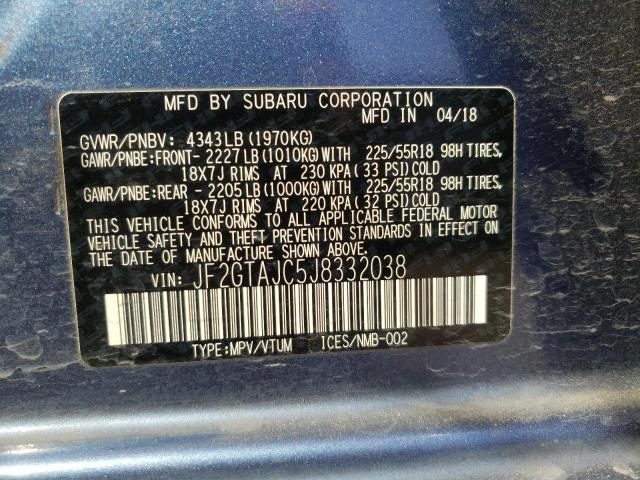 MFD BY SUBARU CORPORATION
MFD IN 04/18
GVWR/PNBV: 4343LB(1970KG)
GAWR/PNBE:FRONT- 2227LB(1010KG)WITH 225/55R18 98H TIRES,
18X7J RIMS AT 230 KPA(33 PSI)COLD
GAWR/PNBE:REAR - 2205LB(1000KG)WITH 225/55R18 98H TIRES,
18X7J RIMS AT 220 KPA(32 PSI)COLD
THIS VEHICLE CONFORMS TO ALL APPLICABLE FEDERAL MOTOR
VEHICLE SAFETY AND THEFT PREVENTION STANDARDS IN EFFECT ON
THE DATE OF MANUFACTURE SHOWN ABOVE.
VIN: JF2GTAJC5J8332038
TYPE:MPV/VTUM ICES/NMB-002